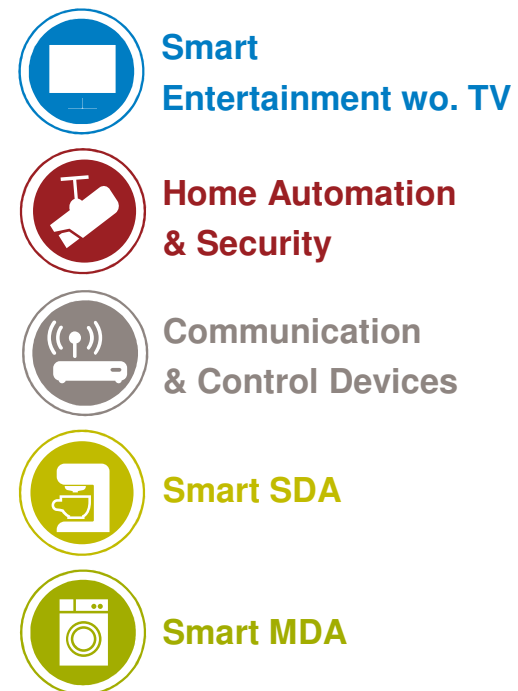 Smart
Entertainment wo. TV
Home Automation
& Security
Communication
& Control Devices
Smart SDA
Smart MDA